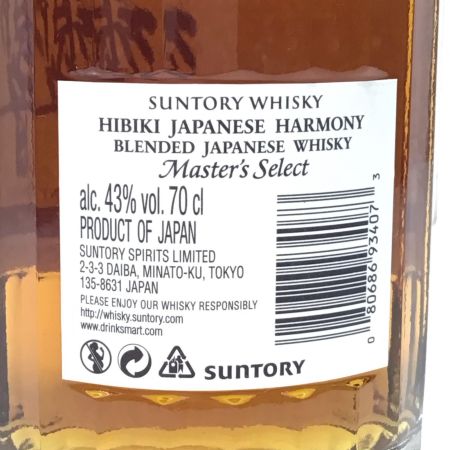 SUNTORY WHISKY
HIBIKI JAPANESE HARMONY
BLENDED JAPANESE WHISKY
Master's Select
alc. 43% vol. 70 cl
PRODUCT OF JAPAN
SUNTORY SPIRITS LIMITED
2-3-3 DAIBA, MINATO-KU, TOKYO
135-8631 JAPAN
PLEASE ENJOY OUR WHISKY RESPONSIBLY
http://whisky.suntory.com
www.drinksmart.com
SUNTORY
0 80686 93407 3